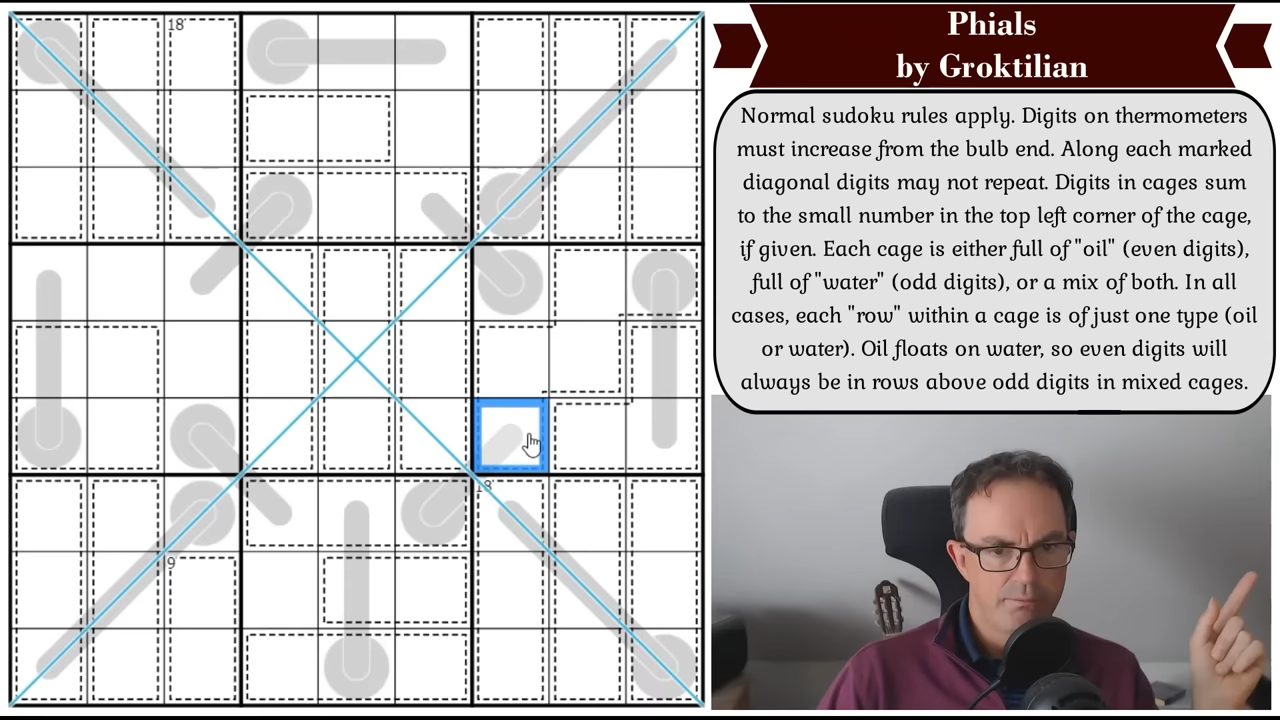 Phials
by Groktilian
Normal sudoku rules apply. Digits on thermometers
must increase from the bulb end. Along each marked
diagonal digits may not repeat. Digits in cages sum
to the small number in the top left corner of the cage,
if given. Each cage is either full of "oil" (even digits),
full of "water" (odd digits), or a mix of both. In all
cases, each "row" within a cage is of just one type (oil
or water). Oil floats on water, so even digits will
always be in rows above odd digits in mixed cages.
18
9